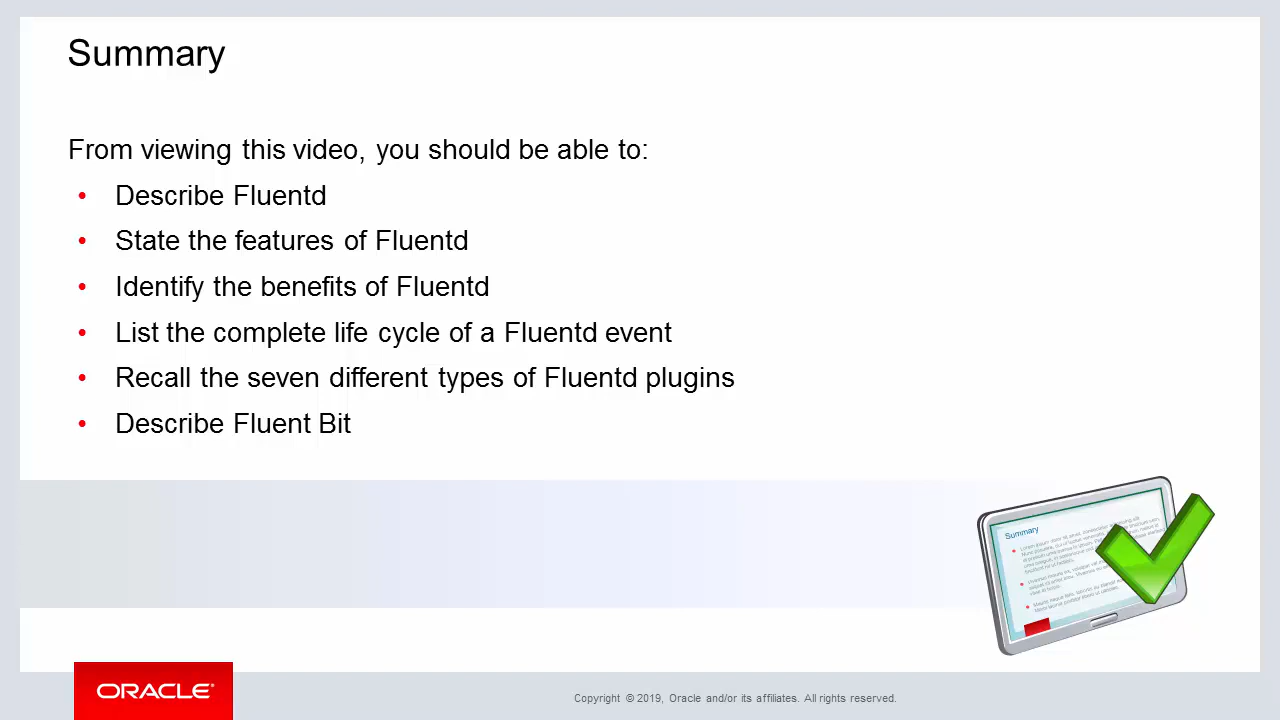 Summary
From viewing this video, you should be able to:
• Describe Fluentd
• State the features of Fluentd
• Identify the benefits of Fluentd
• List the complete life cycle of a Fluentd event
• Recall the seven different types of Fluentd plugins
• Describe Fluent Bit
Summary
ORACLE®
Copyright © 2019, Oracle and/or its affiliates. All rights reserved.